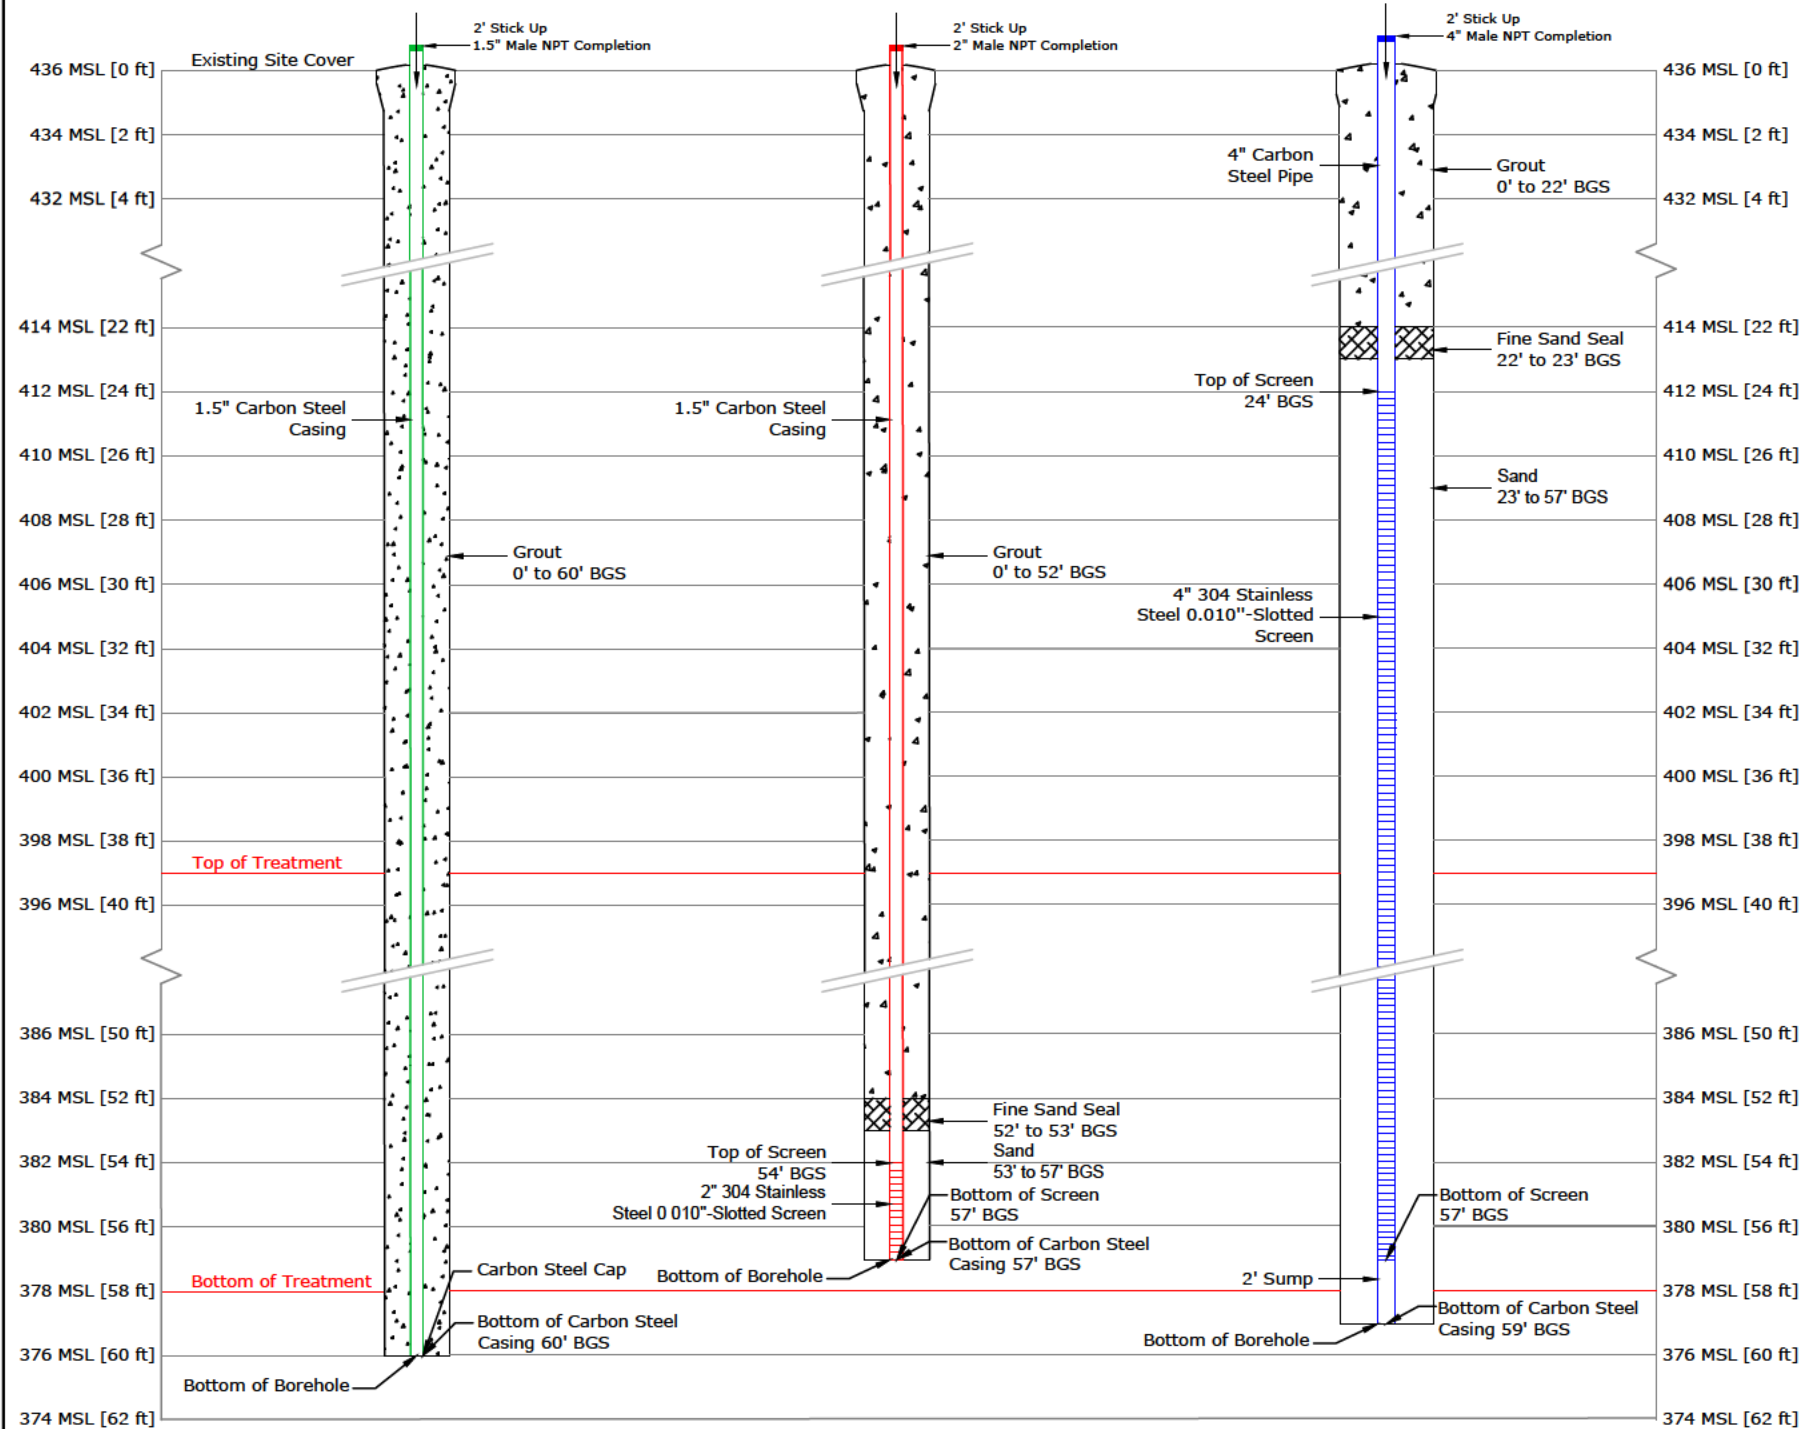 2' Stick Up
1.5" Male NPT Completion
2' Stick Up
2" Male NPT Completion
2' Stick Up
4" Male NPT Completion
Existing Site Cover
436 MSL [0 ft]
436 MSL [0 ft]
434 MSL [2 ft]
434 MSL [2 ft]
4" Carbon
Steel Pipe
Grout
0' to 22' BGS
432 MSL [4 ft]
432 MSL [4 ft]
414 MSL [22 ft]
414 MSL [22 ft]
Fine Sand Seal
22' to 23' BGS
412 MSL [24 ft]
Top of Screen
24' BGS
412 MSL [24 ft]
1.5" Carbon Steel
Casing
1.5" Carbon Steel
Casing
410 MSL [26 ft]
410 MSL [26 ft]
Sand
23' to 57' BGS
408 MSL [28 ft]
408 MSL [28 ft]
Grout
0' to 60' BGS
Grout
0' to 52' BGS
406 MSL [30 ft]
406 MSL [30 ft]
4" 304 Stainless
Steel 0.010"-Slotted
Screen
404 MSL [32 ft]
404 MSL [32 ft]
402 MSL [34 ft]
402 MSL [34 ft]
400 MSL [36 ft]
400 MSL [36 ft]
398 MSL [38 ft]
398 MSL [38 ft]
Top of Treatment
396 MSL [40 ft]
396 MSL [40 ft]
386 MSL [50 ft]
386 MSL [50 ft]
384 MSL [52 ft]
384 MSL [52 ft]
Fine Sand Seal
52' to 53' BGS
Sand
53' to 57' BGS
382 MSL [54 ft]
Top of Screen
54' BGS
382 MSL [54 ft]
2" 304 Stainless
Steel 0 010"-Slotted Screen
Bottom of Screen
57' BGS
Bottom of Screen
57' BGS
380 MSL [56 ft]
380 MSL [56 ft]
Bottom of Carbon Steel
Casing 57' BGS
Carbon Steel Cap
Bottom of Borehole
2' Sump
Bottom of Treatment
378 MSL [58 ft]
378 MSL [58 ft]
Bottom of Carbon Steel
Casing 60' BGS
Bottom of Carbon Steel
Casing 59' BGS
Bottom of Borehole
376 MSL [60 ft]
376 MSL [60 ft]
Bottom of Borehole
374 MSL [62 ft]
374 MSL [62 ft]